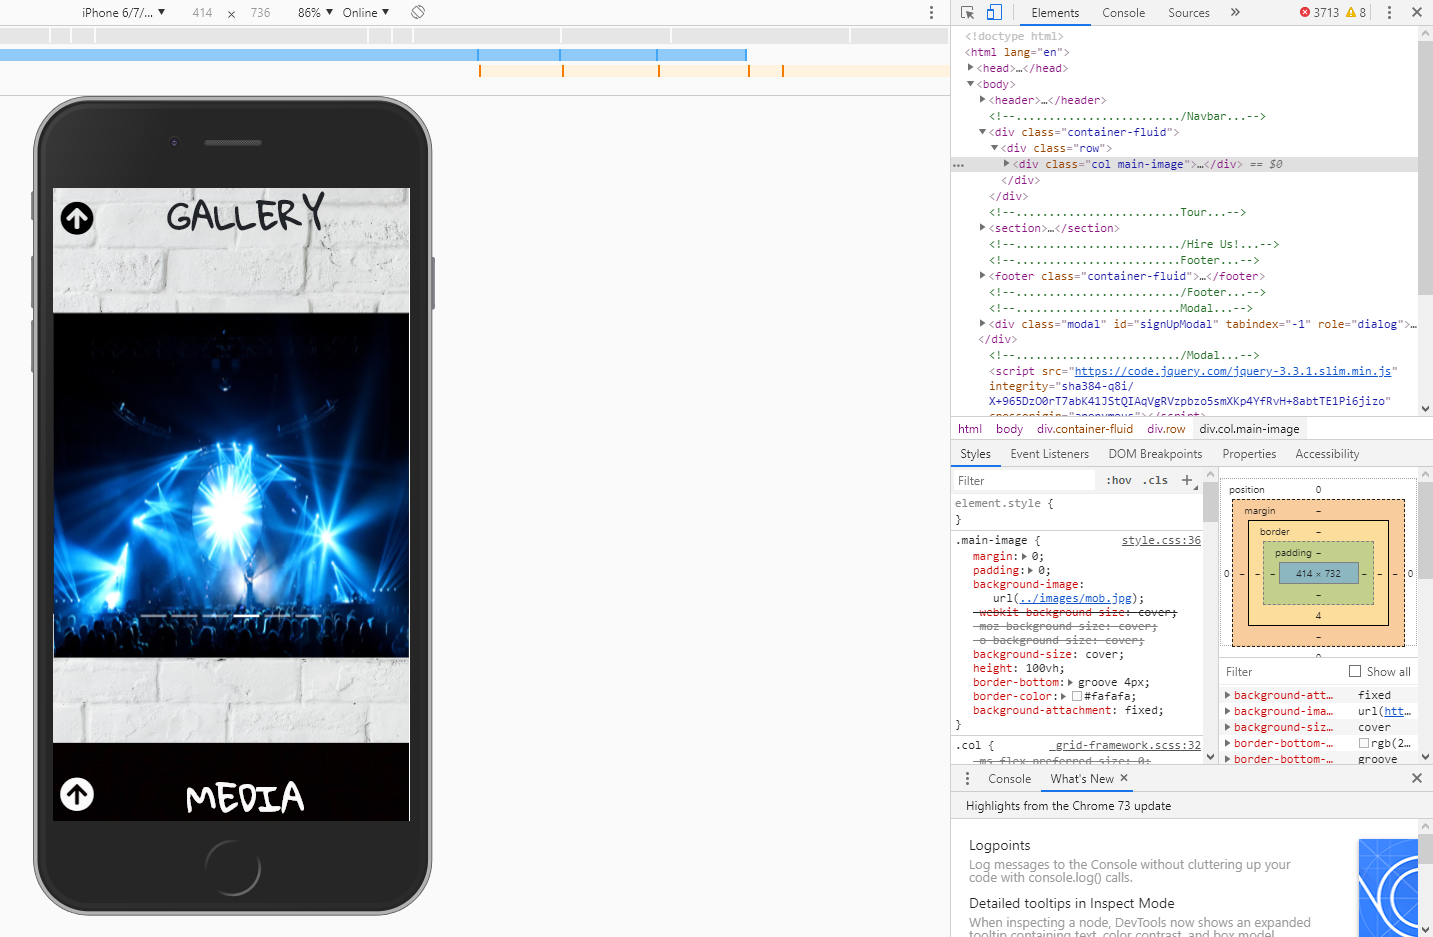 iPhone 6/7/... ▼ 414 × 736 86% ▼ Online ▼
GALLERY
MEDIA
Elements Console Sources » 3713 8
<!doctype html>
<html lang="en">
<head>…</head>
<body>
<header>…</header>
<!--........................./Navbar...-->
<div class="container-fluid">
<div class="row">
<div class="col main-image">…</div> == $0
</div>
</div>
<!--.........................Tour...-->
<section>…</section>
<!--........................./Hire Us!...-->
<!--.........................Footer...-->
<footer class="container-fluid">…</footer>
<!--........................./Footer...-->
<!--.........................Modal...-->
<div class="modal" id="signUpModal" tabindex="-1" role="dialog">…
</div>
<!--........................./Modal...-->
<script src="https://code.jquery.com/jquery-3.3.1.slim.min.js"
integrity="sha384-q8i/
X+965DzO0rT7abK41JStQIAqVgRVzpbzo5smXKp4YfRvH+8abtTE1Pi6jizo"
crossorigin="anonymous"></script>
html body div.container-fluid div.row div.col.main-image
Styles Event Listeners DOM Breakpoints Properties Accessibility
Filter :hov .cls +
element.style {
}
.main-image { style.css:36
margin: 0;
padding: 0;
background-image:
url(../images/mob.jpg);
-webkit-background-size: cover;
-moz-background-size: cover;
-o-background-size: cover;
background-size: cover;
height: 100vh;
border-bottom: groove 4px;
border-color: #fafafa;
background-attachment: fixed;
}
.col { _grid-framework.scss:32
-ms-flex-preferred-size: 0;
position 0
margin –
border –
padding –
0 – – – 414 × 732 – – – 0
–
4
–
Filter Show all
background-att… fixed
background-ima… url(htt…
background-siz… cover
border-bottom-… rgb(2…
border-bottom-… groove
Console What's New ×
Highlights from the Chrome 73 update
Logpoints
Log messages to the Console without cluttering up your
code with console.log() calls.
Detailed tooltips in Inspect Mode
When inspecting a node, DevTools now shows an expanded
tooltip containing text, color contrast, and box model